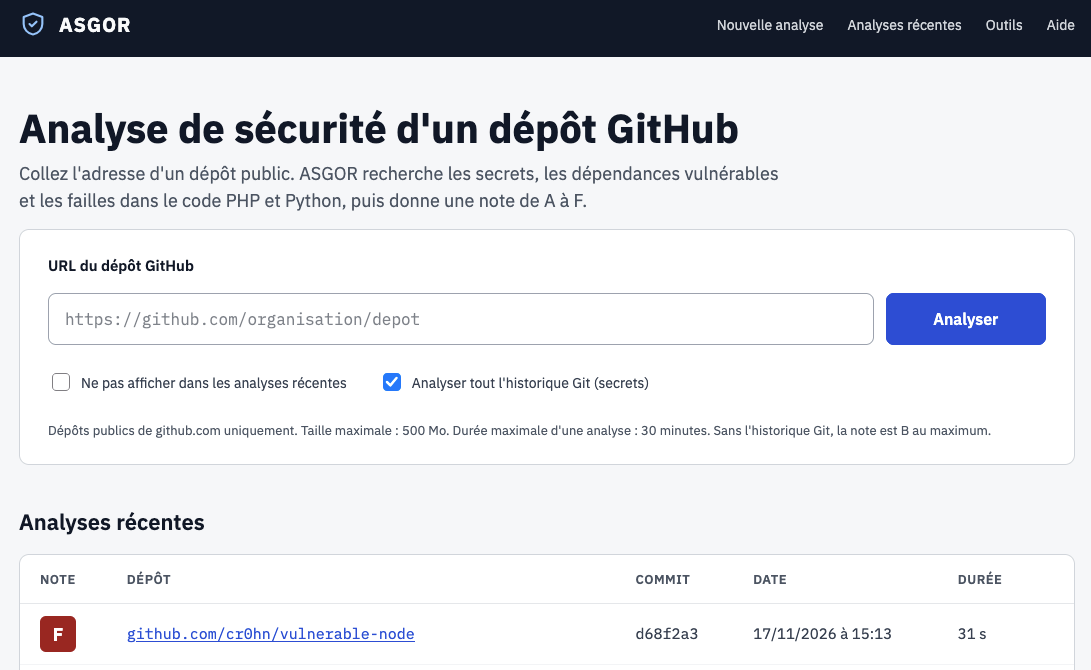 ASGOR
Nouvelle analyse Analyses récentes Outils Aide
Analyse de sécurité d'un dépôt GitHub
Collez l'adresse d'un dépôt public. ASGOR recherche les secrets, les dépendances vulnérables
et les failles dans le code PHP et Python, puis donne une note de A à F.
URL du dépôt GitHub
https://github.com/organisation/depot
Analyser
Ne pas afficher dans les analyses récentes Analyser tout l'historique Git (secrets)
Dépôts publics de github.com uniquement. Taille maximale : 500 Mo. Durée maximale d'une analyse : 30 minutes. Sans l'historique Git, la note est B au maximum.
Analyses récentes
NOTE DÉPÔT COMMIT DATE DURÉE
F github.com/cr0hn/vulnerable-node d68f2a3 17/11/2026 à 15:13 31 s